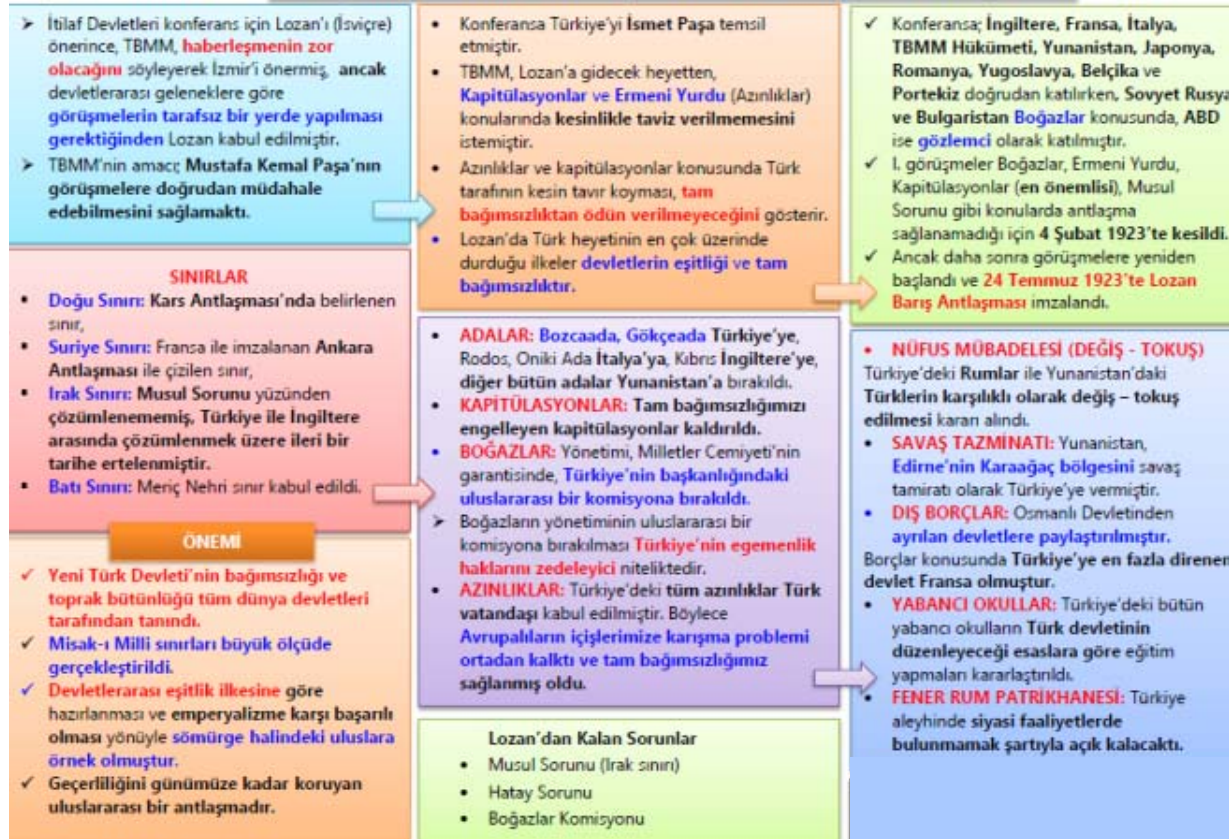 ➢ İtilaf Devletleri konferans için Lozan'ı (İsviçre)
önerince, TBMM, haberleşmenin zor
olacağını söyleyerek İzmir'i önermiş, ancak
devletlerarası geleneklere göre
görüşmelerin tarafsız bir yerde yapılması
gerektiğinden Lozan kabul edilmiştir.
➢ TBMM'nin amacı; Mustafa Kemal Paşa'nın
görüşmelere doğrudan müdahale
edebilmesini sağlamaktı.
• Konferansa Türkiye'yi İsmet Paşa temsil
etmiştir.
• TBMM, Lozan'a gidecek heyetten,
Kapitülasyonlar ve Ermeni Yurdu (Azınlıklar)
konularında kesinlikle taviz verilmemesini
istemiştir.
• Azınlıklar ve kapitülasyonlar konusunda Türk
tarafının kesin tavır koyması, tam
bağımsızlıktan ödün verilmeyeceğini gösterir.
• Lozan'da Türk heyetinin en çok üzerinde
durduğu ilkeler devletlerin eşitliği ve tam
bağımsızlıktır.
✓ Konferansa; İngiltere, Fransa, İtalya,
TBMM Hükümeti, Yunanistan, Japonya,
Romanya, Yugoslavya, Belçika ve
Portekiz doğrudan katılırken, Sovyet Rusya
ve Bulgaristan Boğazlar konusunda, ABD
ise gözlemci olarak katılmıştır.
✓ I. görüşmeler Boğazlar, Ermeni Yurdu,
Kapitülasyonlar (en önemlisi), Musul
Sorunu gibi konularda antlaşma
sağlanamadığı için 4 Şubat 1923'te kesildi.
✓ Ancak daha sonra görüşmelere yeniden
başlandı ve 24 Temmuz 1923'te Lozan
Barış Antlaşması imzalandı.
SINIRLAR
▪ Doğu Sınırı: Kars Antlaşması'nda belirlenen
sınır,
▪ Suriye Sınırı: Fransa ile imzalanan Ankara
Antlaşması ile çizilen sınır,
▪ Irak Sınırı: Musul Sorunu yüzünden
çözümlenememiş, Türkiye ile İngiltere
arasında çözümlenmek üzere ileri bir
tarihe ertelenmiştir.
▪ Batı Sınırı: Meriç Nehri sınır kabul edildi.
• ADALAR: Bozcaada, Gökçeada Türkiye'ye,
Rodos, Oniki Ada İtalya'ya, Kıbrıs İngiltere'ye,
diğer bütün adalar Yunanistan'a bırakıldı.
• KAPİTÜLASYONLAR: Tam bağımsızlığımızı
engelleyen kapitülasyonlar kaldırıldı.
• BOĞAZLAR: Yönetimi, Milletler Cemiyeti'nin
garantisinde, Türkiye'nin başkanlığındaki
uluslararası bir komisyona bırakıldı.
➢ Boğazların yönetiminin uluslararası bir
komisyona bırakılması Türkiye'nin egemenlik
haklarını zedeleyici niteliktedir.
• AZINLIKLAR: Türkiye'deki tüm azınlıklar Türk
vatandaşı kabul edilmiştir. Böylece
Avrupalıların içişlerimize karışma problemi
ortadan kalktı ve tam bağımsızlığımız
sağlanmış oldu.
• NÜFUS MÜBADELESİ (DEĞİŞ - TOKUŞ)
Türkiye'deki Rumlar ile Yunanistan'daki
Türklerin karşılıklı olarak değiş – tokuş
edilmesi kararı alındı.
• SAVAŞ TAZMİNATI: Yunanistan,
Edirne'nin Karaağaç bölgesini savaş
tamiratı olarak Türkiye'ye vermiştir.
• DIŞ BORÇLAR: Osmanlı Devletinden
ayrılan devletlere paylaştırılmıştır.
Borçlar konusunda Türkiye'ye en fazla direnen
devlet Fransa olmuştur.
• YABANCI OKULLAR: Türkiye'deki bütün
yabancı okulların Türk devletinin
düzenleyeceği esaslara göre eğitim
yapmaları kararlaştırıldı.
• FENER RUM PATRİKHANESİ: Türkiye
aleyhinde siyasi faaliyetlerde
bulunmamak şartıyla açık kalacaktı.
ÖNEMİ
✓ Yeni Türk Devleti'nin bağımsızlığı ve
toprak bütünlüğü tüm dünya devletleri
tarafından tanındı.
✓ Misak-ı Milli sınırları büyük ölçüde
gerçekleştirildi.
✓ Devletlerarası eşitlik ilkesine göre
hazırlanması ve emperyalizme karşı başarılı
olması yönüyle sömürge halindeki uluslara
örnek olmuştur.
✓ Geçerliliğini günümüze kadar koruyan
uluslararası bir antlaşmadır.
Lozan'dan Kalan Sorunlar
• Musul Sorunu (Irak sınırı)
• Hatay Sorunu
• Boğazlar Komisyonu